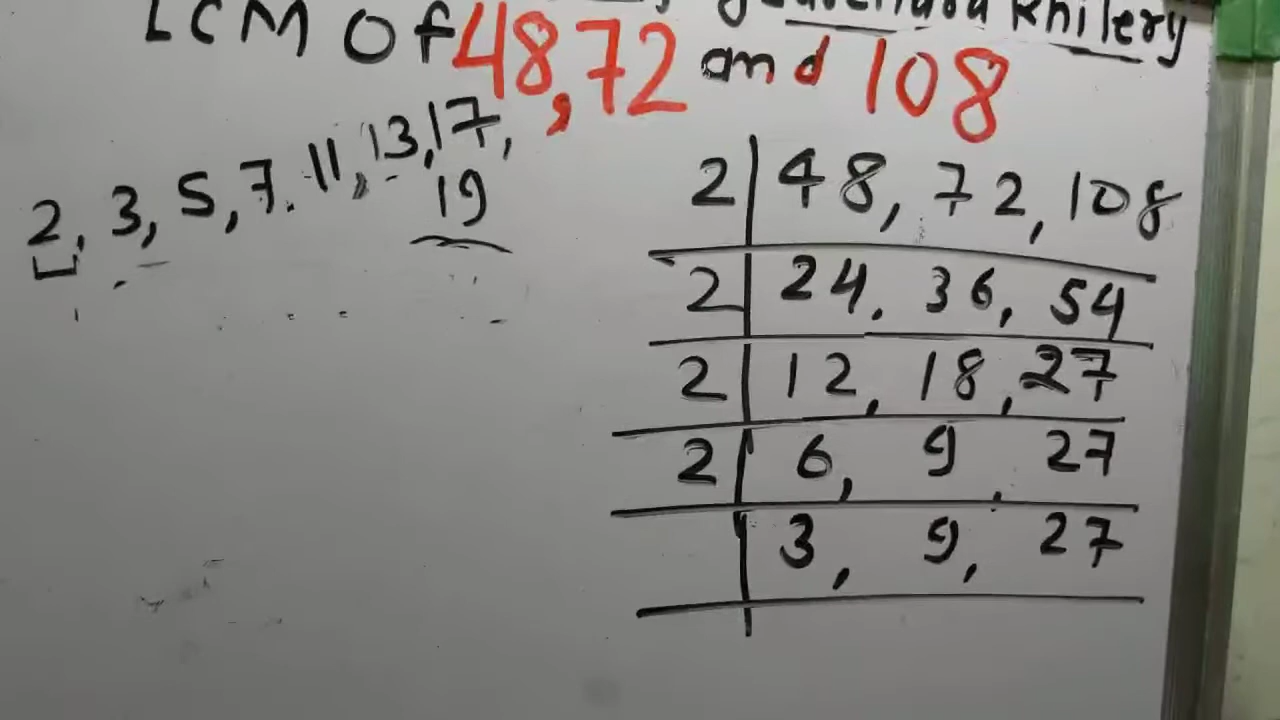 Khilery
LCM Of 48,72 and 108
2, 3, 5, 7. 11, 13, 17,
19
2 | 48, 72, 108
2 | 24, 36, 54
2 | 12, 18, 27
2 | 6, 9, 27
3, 9, 27